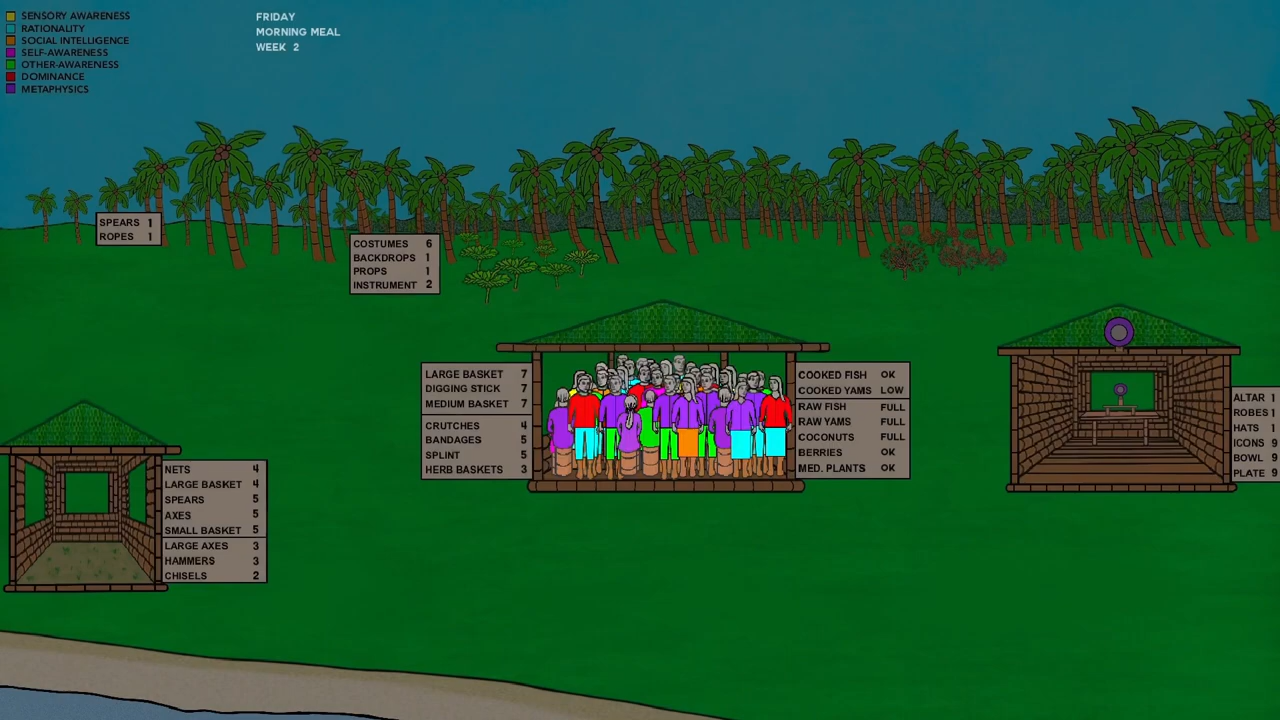 SENSORY AWARENESS
RATIONALITY
SOCIAL INTELLIGENCE
SELF-AWARENESS
OTHER-AWARENESS
DOMINANCE
METAPHYSICS
FRIDAY
MORNING MEAL
WEEK 2
SPEARS 1
ROPES 1
COSTUMES 6
BACKDROPS 1
PROPS 1
INSTRUMENT 2
LARGE BASKET 7
DIGGING STICK 7
MEDIUM BASKET 7
CRUTCHES 4
BANDAGES 5
SPLINT 5
HERB BASKETS 3
COOKED FISH OK
COOKED YAMS LOW
RAW FISH FULL
RAW YAMS FULL
COCONUTS FULL
BERRIES OK
MED. PLANTS OK
ALTAR 1
ROBES 1
HATS 1
ICONS 9
BOWL 9
PLATE 9
NETS 4
LARGE BASKET 4
SPEARS 5
AXES 5
SMALL BASKET 5
LARGE AXES 3
HAMMERS 3
CHISELS 2